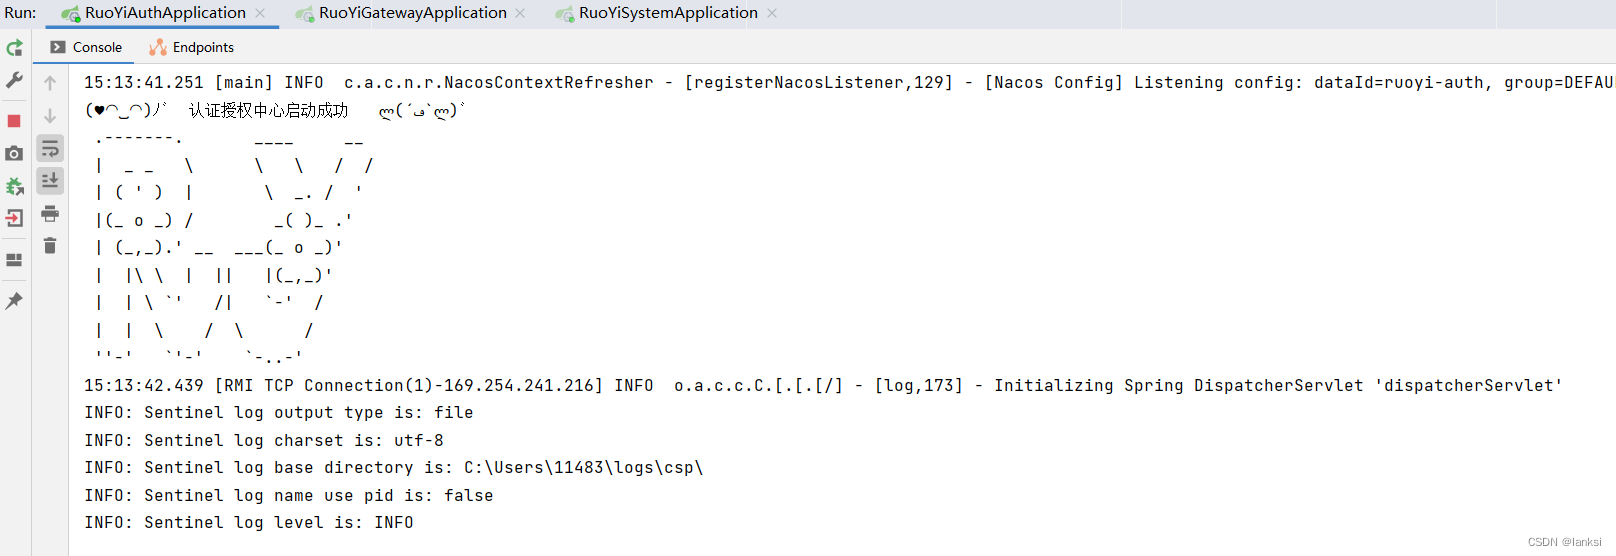 Run: RuoYiAuthApplication × RuoYiGatewayApplication × RuoYiSystemApplication ×
Console Endpoints
15:13:41.251 [main] INFO  c.a.c.n.r.NacosContextRefresher - [registerNacosListener,129] - [Nacos Config] Listening config: dataId=ruoyi-auth, group=DEFAU
(♥◠‿◠)ノ゙  认证授权中心启动成功   ლ(´ڡ`ლ)゙
 .-------.       ____     __
 |  _ _   \      \   \   /  /
 | ( ' )  |       \  _. /  '
 |(_ o _) /        _( )_ .'
 | (_,_).' __  ___(_ o _)'
 |  |\ \  |  ||   |(_,_)'
 |  | \ `'   /|   `-'  /
 |  |  \    /  \      /
 ''-'   `'-'    `-..-'
15:13:42.439 [RMI TCP Connection(1)-169.254.241.216] INFO  o.a.c.c.C.[.[.[/] - [log,173] - Initializing Spring DispatcherServlet 'dispatcherServlet'
INFO: Sentinel log output type is: file
INFO: Sentinel log charset is: utf-8
INFO: Sentinel log base directory is: C:\Users\11483\logs\csp\
INFO: Sentinel log name use pid is: false
INFO: Sentinel log level is: INFO
CSDN @lanksi